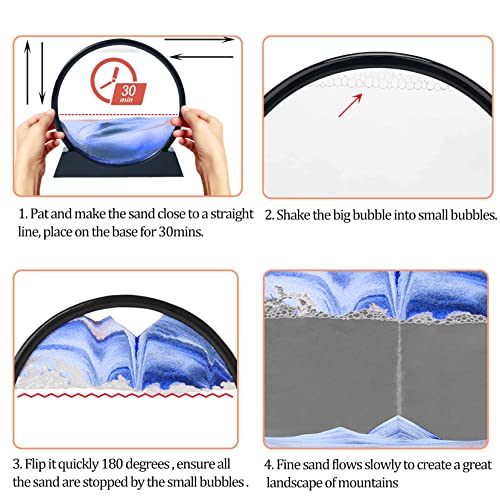 30
min
1. Pat and make the sand close to a straight
line, place on the base for 30mins.
2. Shake the big bubble into small bubbles.
3. Flip it quickly 180 degrees , ensure all
the sand are stopped by the small bubbles .
4. Fine sand flows slowly to create a great
landscape of mountains